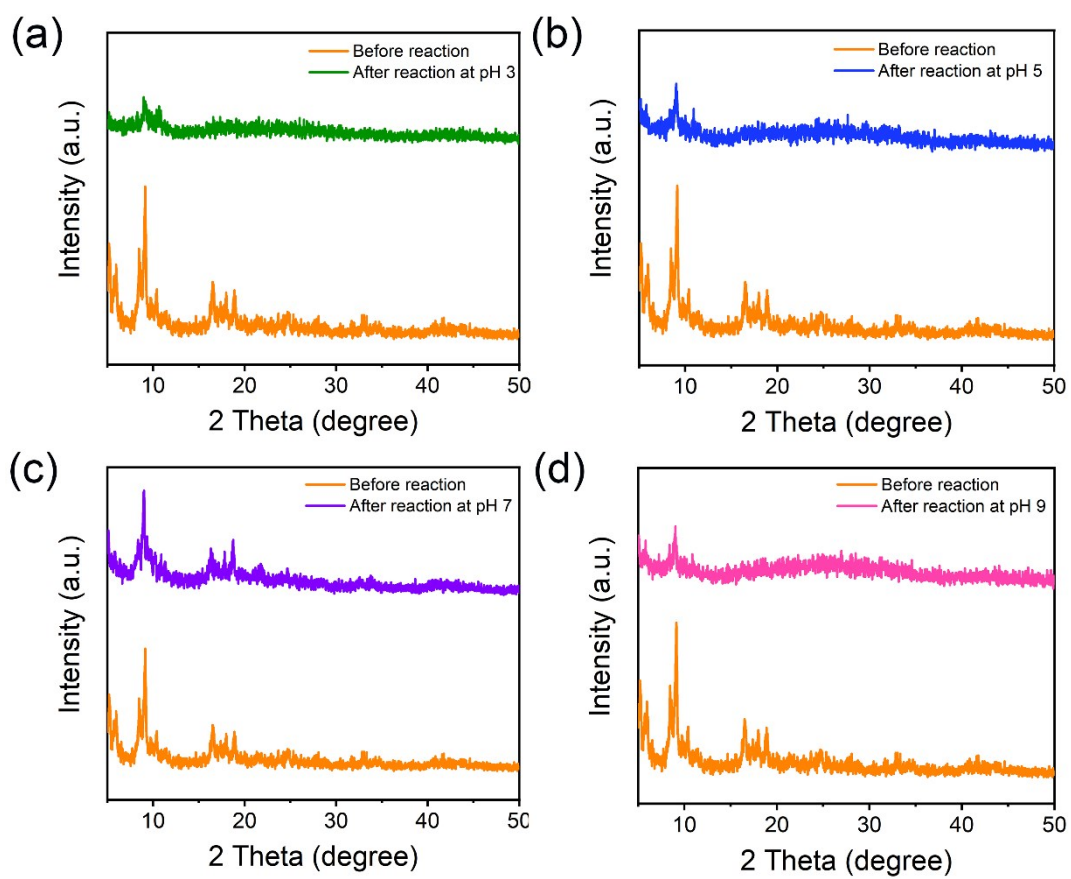 (a)
Before reaction
After reaction at pH 3
Intensity (a.u.)
10 20 30 40 50
2 Theta (degree)
(b)
Before reaction
After reaction at pH 5
Intensity (a.u.)
10 20 30 40 50
2 Theta (degree)
(c)
Before reaction
After reaction at pH 7
Intensity (a.u.)
10 20 30 40 50
2 Theta (degree)
(d)
Before reaction
After reaction at pH 9
Intensity (a.u.)
10 20 30 40 50
2 Theta (degree)